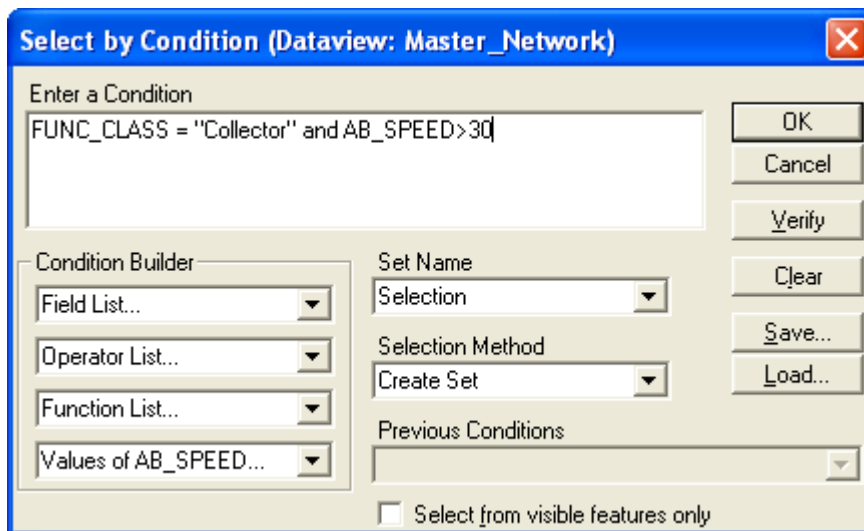 Select by Condition (Dataview: Master_Network)
Enter a Condition
FUNC_CLASS = "Collector" and AB_SPEED>30
OK
Cancel
Verify
Clear
Save...
Load...
Condition Builder
Field List...
Operator List...
Function List...
Values of AB_SPEED...
Set Name
Selection
Selection Method
Create Set
Previous Conditions
Select from visible features only